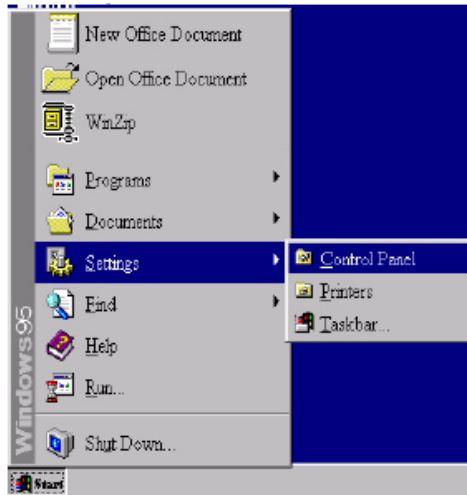 New Office Document
Open Office Document
WinZip
Programs
Documents
Settings
Control Panel
Printers
Taskbar...
Find
Help
Run...
Shut Down...
Windows95
Start